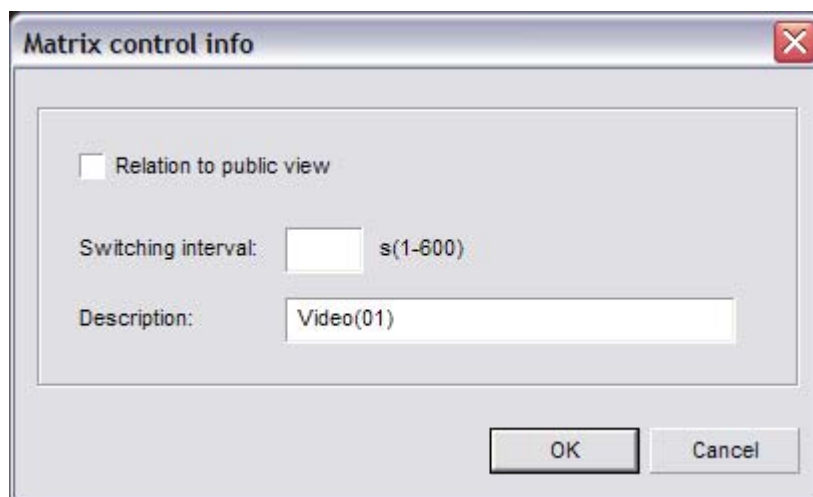 Matrix control info
Relation to public view
Switching interval: s(1-600)
Description: Video(01)
OK Cancel